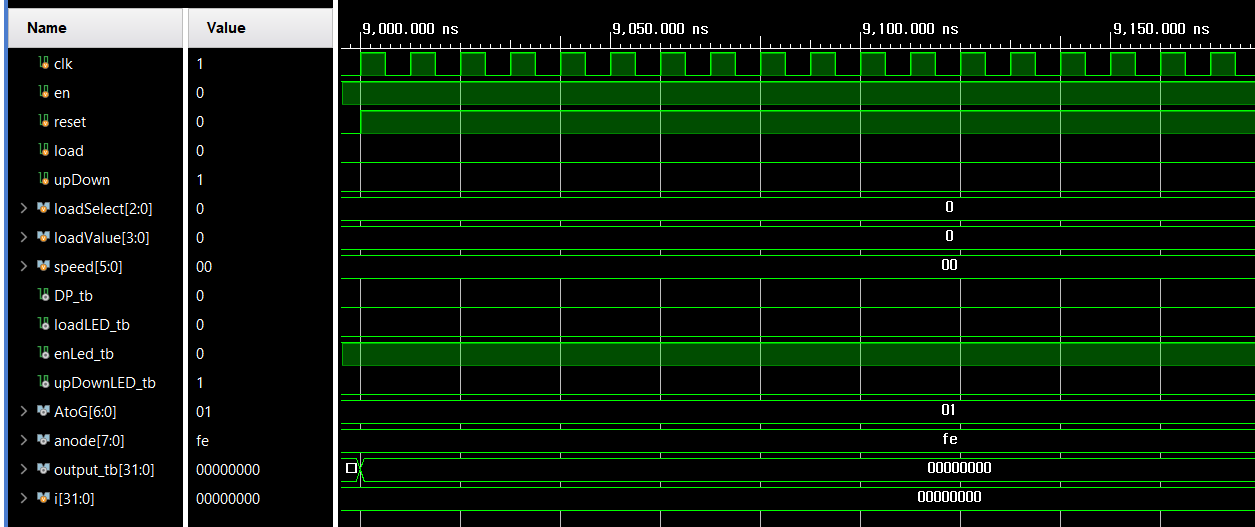 Name Value 9,000.000 ns 9,050.000 ns 9,100.000 ns 9,150.000 ns
clk 1
en 0
reset 0
load 0
upDown 1
loadSelect[2:0] 0 0
loadValue[3:0] 0 0
speed[5:0] 00 00
DP_tb 0
loadLED_tb 0
enLed_tb 0
upDownLED_tb 1
AtoG[6:0] 01 01
anode[7:0] fe fe
output_tb[31:0] 00000000 00000000
i[31:0] 00000000 00000000